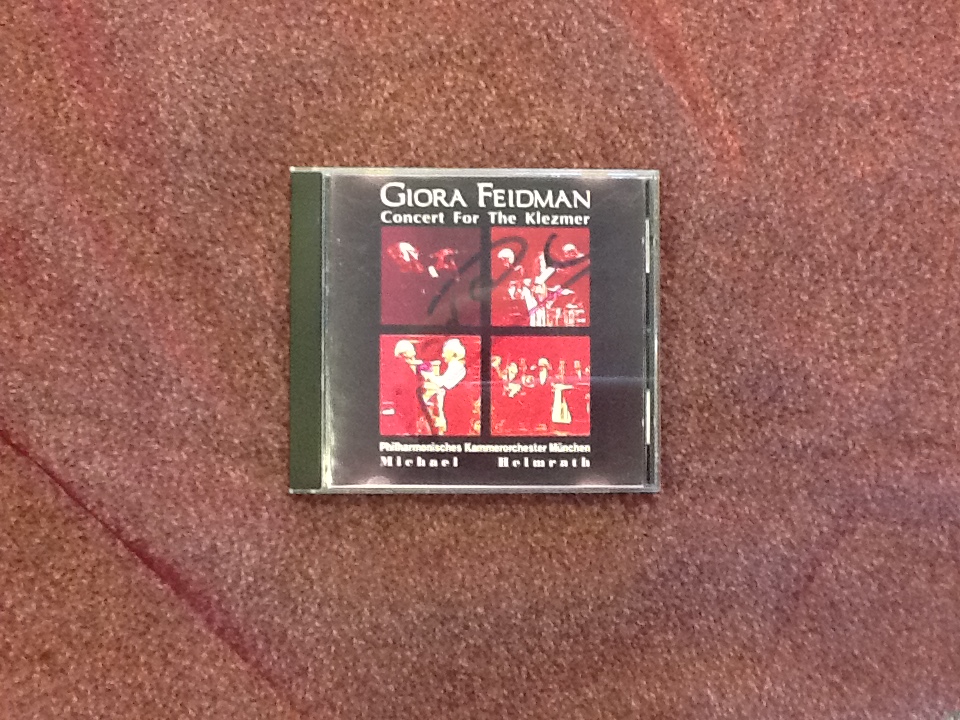 GIORA FEIDMAN
Concert For The Klezmer
Philharmonisches Kammerorchester München
Michael Helmrath